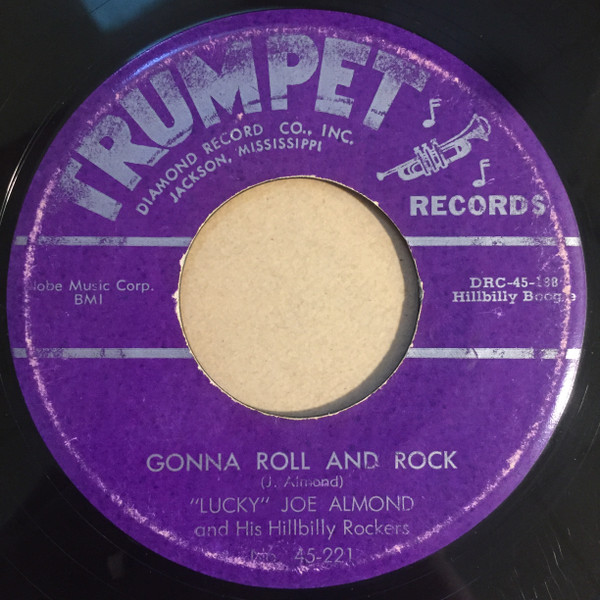 TRUMPET
DIAMOND RECORD CO., INC.
JACKSON, MISSISSIPPI
RECORDS
Music Corp.
BMI
DRC-45-188
Hillbilly Boogie
GONNA ROLL AND ROCK
(J. Almond)
"LUCKY" JOE ALMOND
and His Hillbilly Rockers
No. 45-221